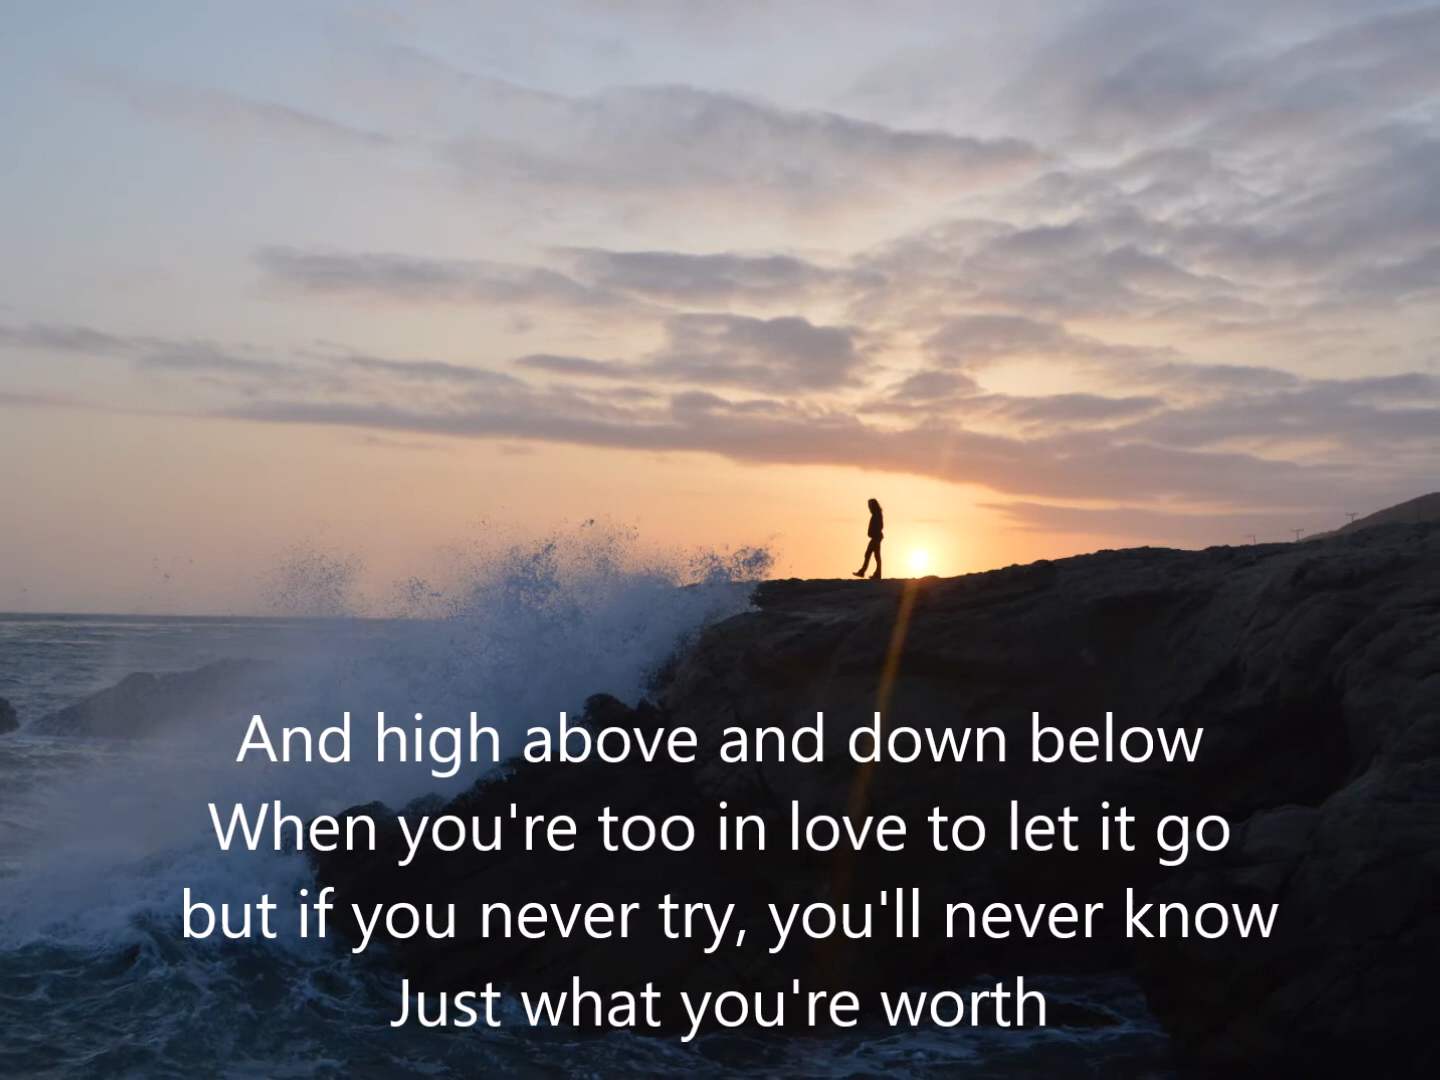 And high above and down below
When you're too in love to let it go
but if you never try, you'll never know
Just what you're worth